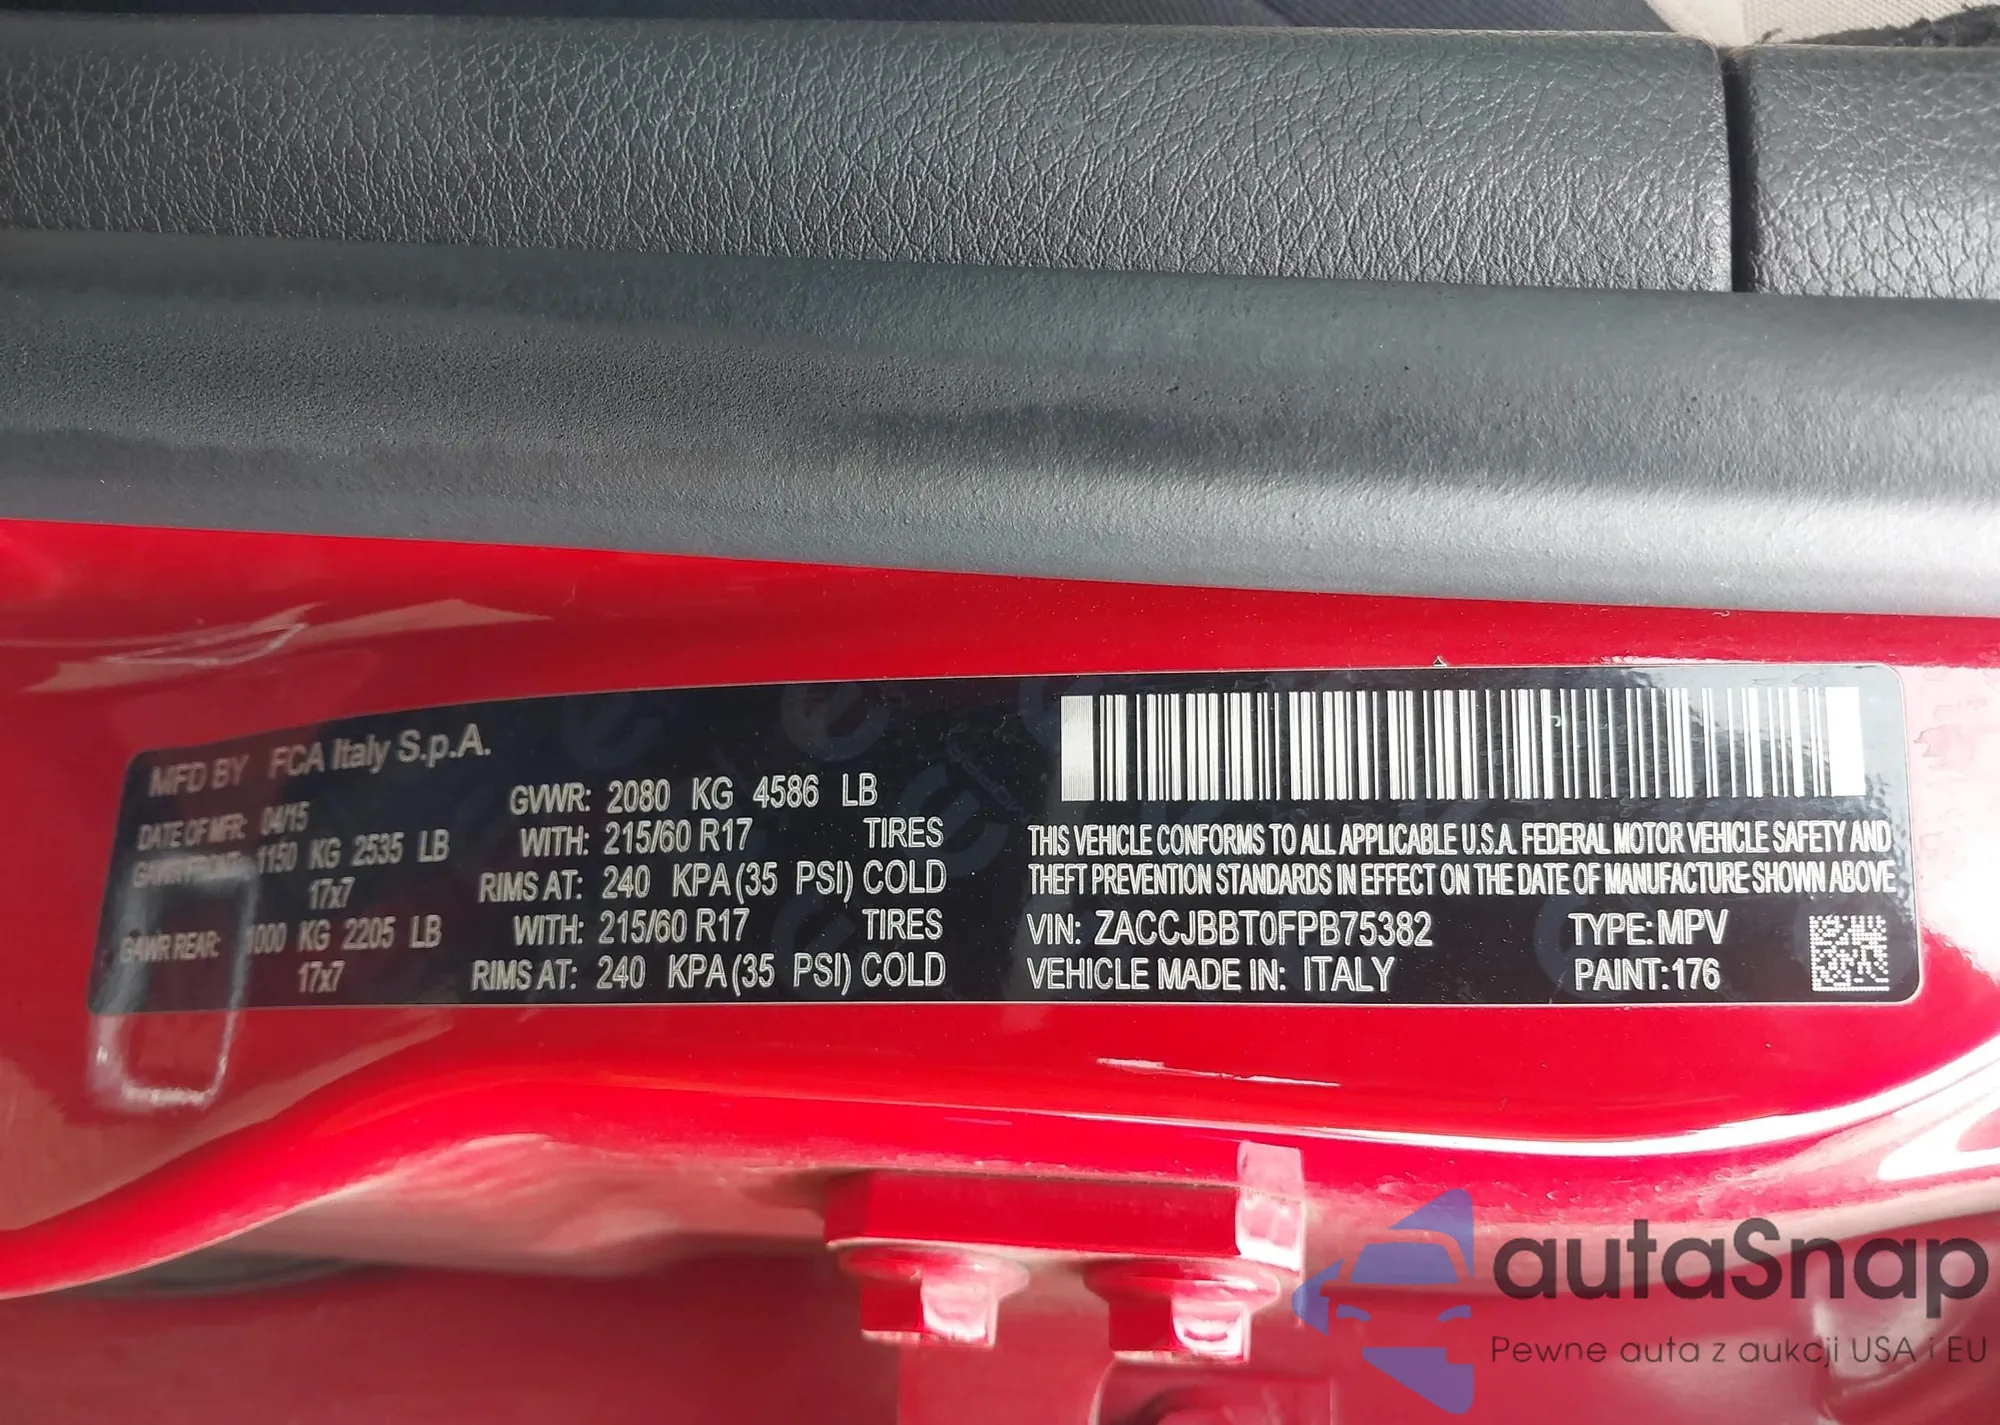 MFD BY FCA Italy S.p.A.
DATE OF MFR: 04/15
GVWR: 2080 KG 4586 LB
GAWR FRONT: 1150 KG 2535 LB WITH: 215/60 R17 TIRES
17x7 RIMS AT: 240 KPA (35 PSI) COLD
GAWR REAR: 1000 KG 2205 LB WITH: 215/60 R17 TIRES
17x7 RIMS AT: 240 KPA (35 PSI) COLD
THIS VEHICLE CONFORMS TO ALL APPLICABLE U.S.A. FEDERAL MOTOR VEHICLE SAFETY AND
THEFT PREVENTION STANDARDS IN EFFECT ON THE DATE OF MANUFACTURE SHOWN ABOVE
VIN: ZACCJBBT0FPB75382 TYPE: MPV
VEHICLE MADE IN: ITALY PAINT: 176
autaSnap
Pewne auta z aukcji USA i EU